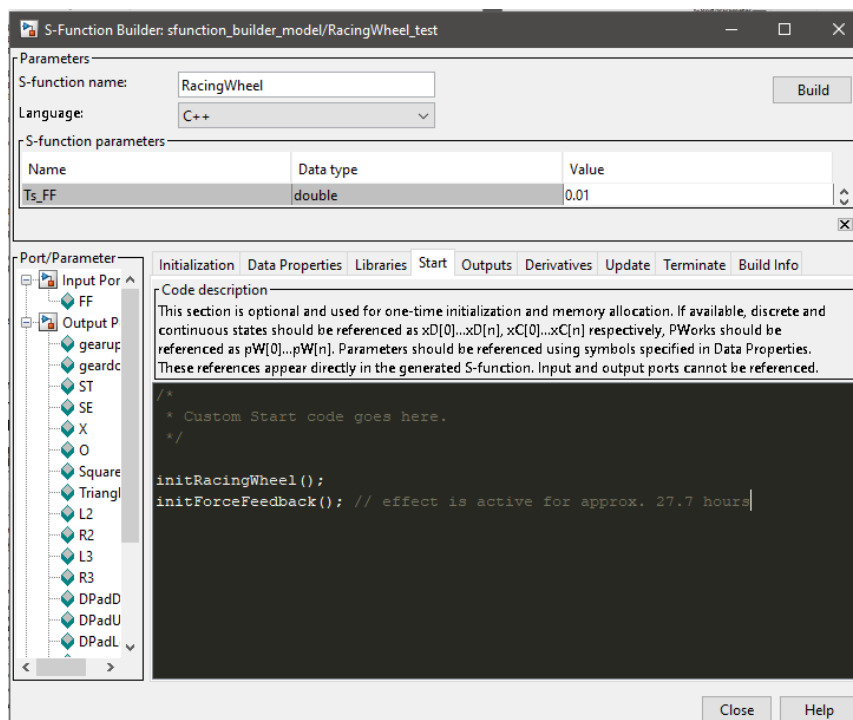 S-Function Builder: sfunction_builder_model/RacingWheel_test
Parameters
S-function name:
RacingWheel
Build
Language:
C++
S-function parameters
Name Data type Value
Ts_FF double 0.01
Port/Parameter
Input Por
FF
Output P
gearup
geardc
ST
SE
X
O
Square
Triangl
L2
R2
L3
R3
DPadD
DPadU
DPadL
Initialization Data Properties Libraries Start Outputs Derivatives Update Terminate Build Info
Code description
This section is optional and used for one-time initialization and memory allocation. If available, discrete and
continuous states should be referenced as xD[0]...xD[n], xC[0]...xC[n] respectively, PWorks should be
referenced as pW[0]...pW[n]. Parameters should be referenced using symbols specified in Data Properties.
These references appear directly in the generated S-function. Input and output ports cannot be referenced.
/*
* Custom Start code goes here.
*/
initRacingWheel();
initForceFeedback(); // effect is active for approx. 27.7 hours
Close Help